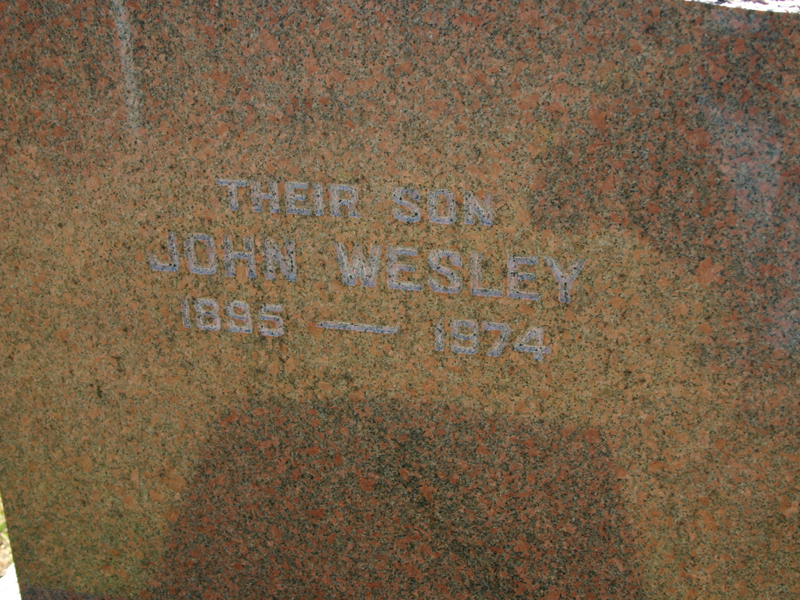 THEIR SON
JOHN WESLEY
1895 — 1974